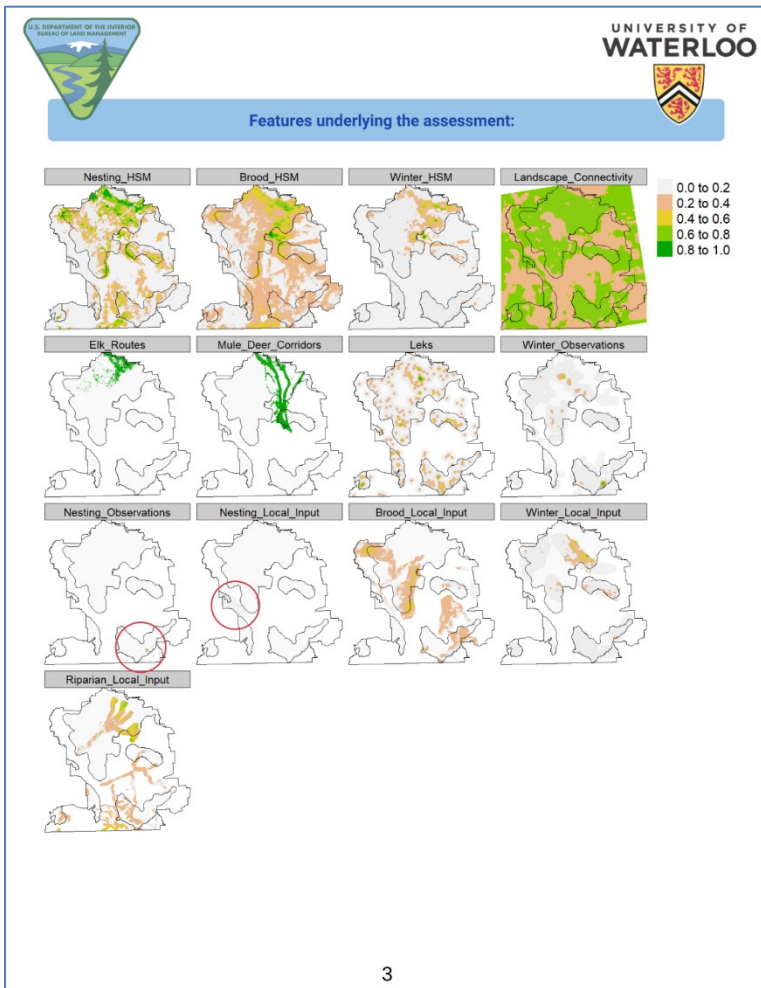 U.S. DEPARTMENT OF THE INTERIOR
BUREAU OF LAND MANAGEMENT
UNIVERSITY OF
WATERLOO
Features underlying the assessment:
Nesting_HSM
Brood_HSM
Winter_HSM
Landscape_Connectivity
0.0 to 0.2
0.2 to 0.4
0.4 to 0.6
0.6 to 0.8
0.8 to 1.0
Elk_Routes
Mule_Deer_Corridors
Leks
Winter_Observations
Nesting_Observations
Nesting_Local_Input
Brood_Local_Input
Winter_Local_Input
Riparian_Local_Input
3